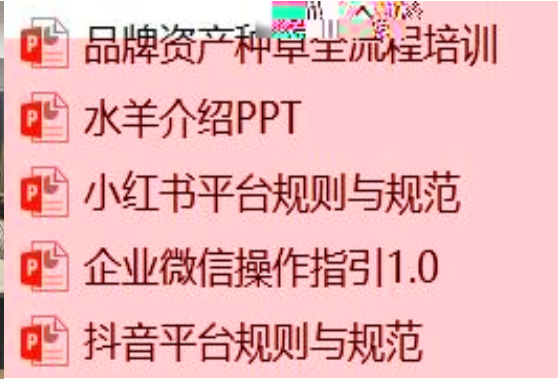 品牌资产种草全流程培训
水羊介绍PPT
小红书平台规则与规范
企业微信操作指引1.0
抖音平台规则与规范